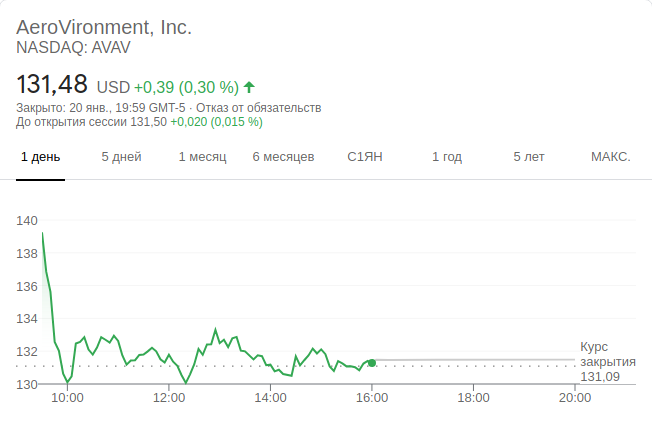 AeroVironment, Inc.
NASDAQ: AVAV
131,48 USD +0,39 (0,30 %)
Закрыто: 20 янв., 19:59 GMT-5 · Отказ от обязательств
До открытия сессии 131,50 +0,020 (0,015 %)
1 день 5 дней 1 месяц 6 месяцев С1ЯН 1 год 5 лет МАКС.
140
138
136
134
132
130
Курс
закрытия
131,09
10:00 12:00 14:00 16:00 18:00 20:00